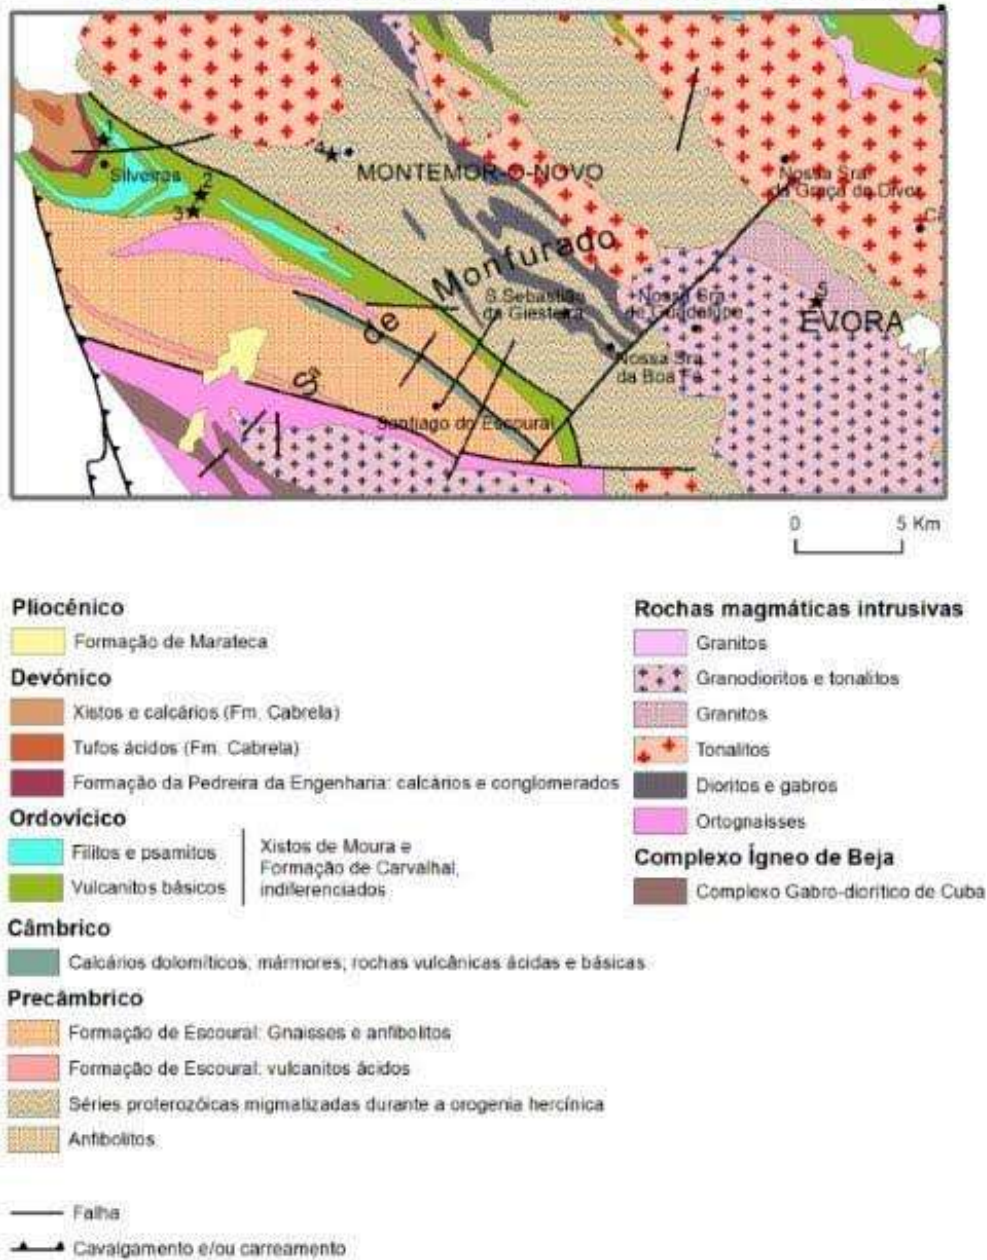 1
Silveiras
2
3
4
MONTEMOR-O-NOVO
Nossa Sra.
da Graça do Divor
Monfurado
S.Sebastião
da Giesteira
Nossa Sra.
de Guadalupe
5
ÉVORA
de
Nossa Sra.
da Boa Fé
Sª
Santiago do Escoural
0 5 Km
Pliocénico
Formação de Marateca
Devónico
Xistos e calcários (Fm. Cabrela)
Tufos ácidos (Fm. Cabrela)
Formação da Pedreira da Engenharia: calcários e conglomerados
Ordovícico
Filitos e psamitos
Vulcanitos básicos
Xistos de Moura e
Formação de Carvalhal,
indiferenciados
Câmbrico
Calcários dolomíticos, mármores; rochas vulcânicas ácidas e básicas
Precâmbrico
Formação de Escoural: Gnaisses e anfibolitos
Formação de Escoural: vulcanitos ácidos
Séries proterozóicas migmatizadas durante a orogenia hercínica
Anfibolitos
Falha
Cavalgamento e/ou carreamento
Rochas magmáticas intrusivas
Granitos
Granodioritos e tonalitos
Granitos
Tonalitos
Dioritos e gabros
Ortognaisses
Complexo Ígneo de Beja
Complexo Gabro-diorítico de Cuba